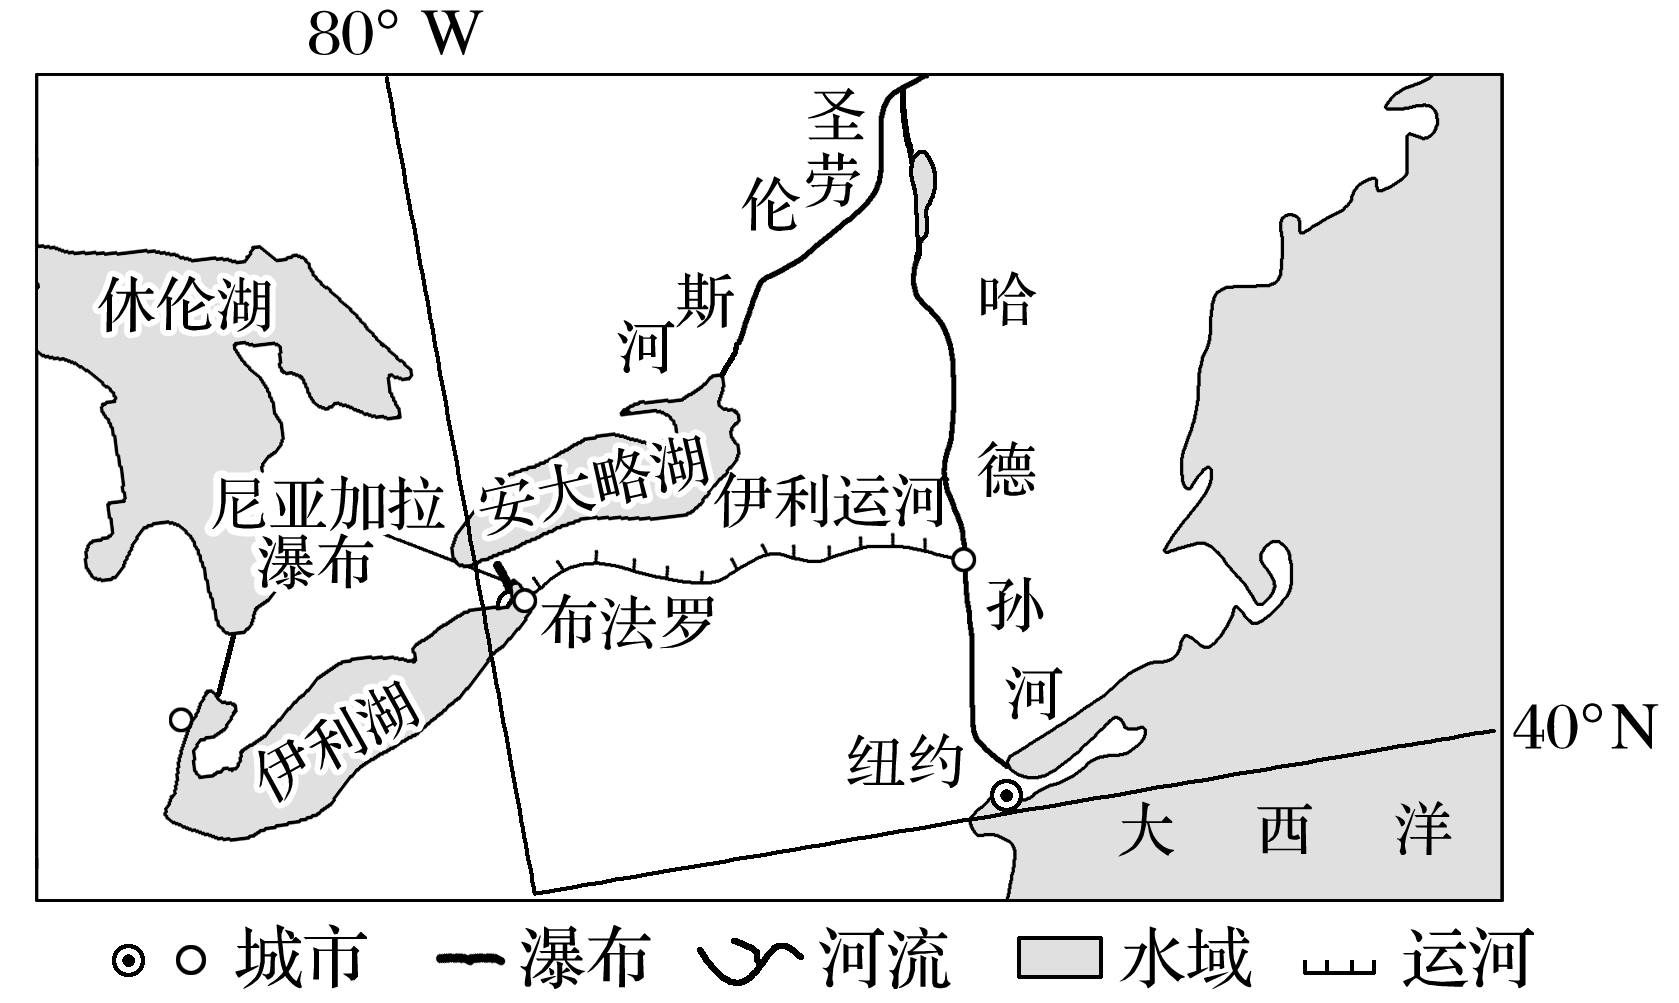 80° W
圣劳伦斯河
休伦湖
哈德孙河
安大略湖
伊利运河
尼亚加拉
瀑布
布法罗
伊利湖
纽约
40°N
大西洋
城市
瀑布
河流
水域
运河